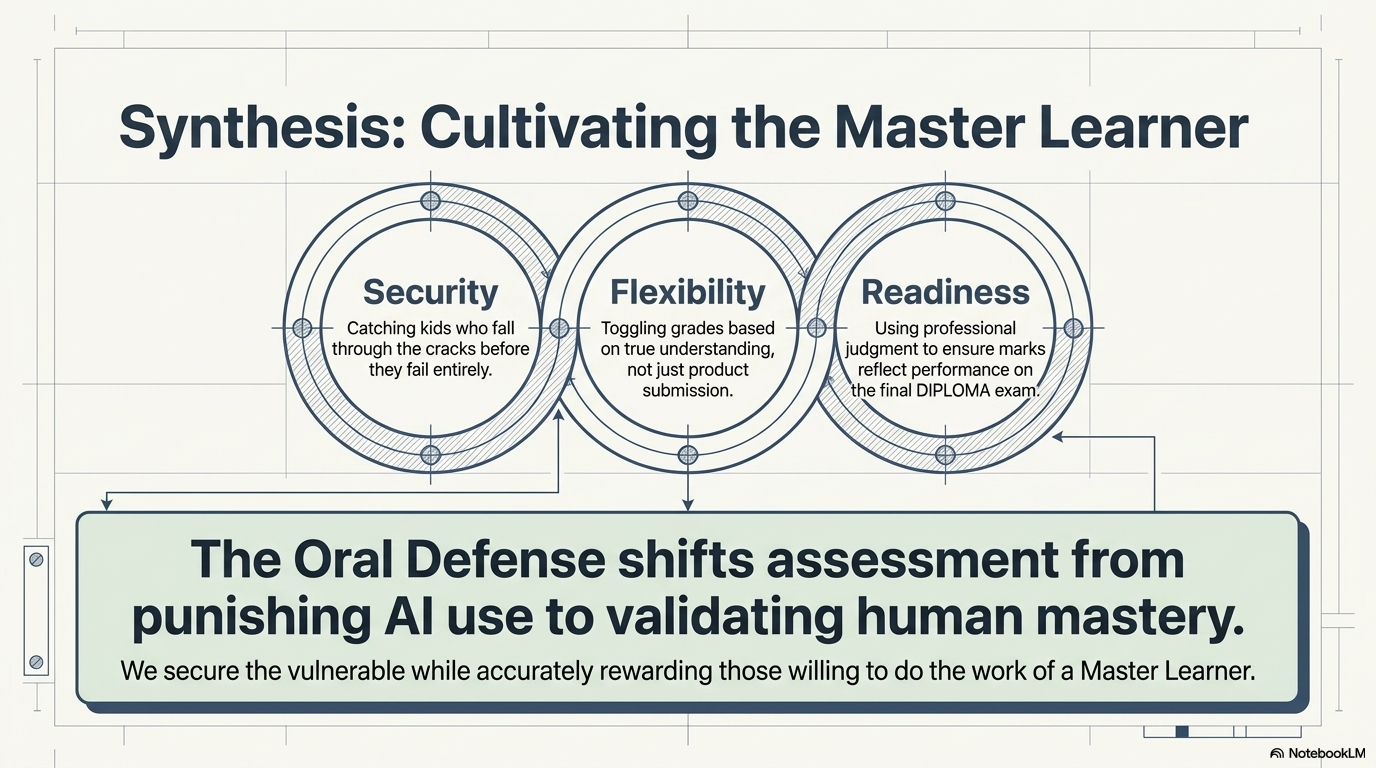 Synthesis: Cultivating the Master Learner
Security
Catching kids who fall
through the cracks before
they fail entirely.
Flexibility
Toggling grades based
on true understanding,
not just product
submission.
Readiness
Using professional
judgment to ensure marks
reflect performance on
the final DIPLOMA exam.
The Oral Defense shifts assessment from
punishing AI use to validating human mastery.
We secure the vulnerable while accurately rewarding those willing to do the work of a Master Learner.
NotebookLM